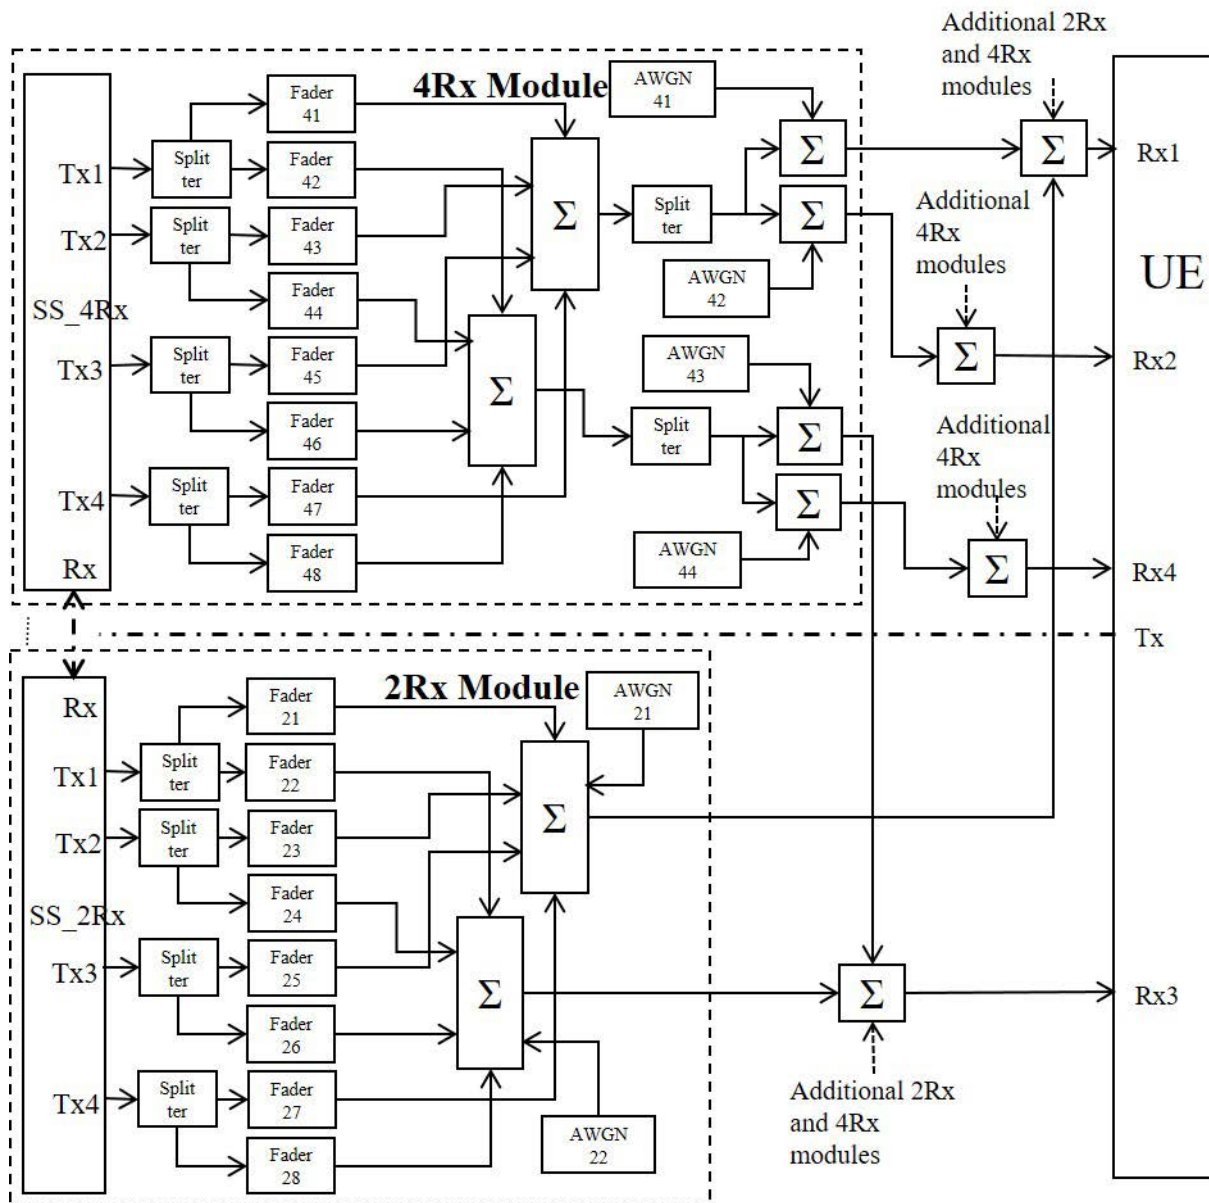 Additional 2Rx
and 4Rx
modules
4Rx Module
AWGN
41
Fader
41
Tx1
Split
ter
Fader
42
Σ
Σ
Σ
Rx1
Tx2
Split
ter
Fader
43
Σ
Split
ter
Σ
Additional
4Rx
modules
UE
SS_4Rx
Fader
44
AWGN
42
Tx3
Split
ter
Fader
45
Σ
AWGN
43
Σ
Rx2
Fader
46
Split
ter
Σ
Additional
4Rx
modules
Tx4
Split
ter
Fader
47
Σ
Rx
Fader
48
AWGN
44
Σ
Rx4
Tx
2Rx Module
Rx
Fader
21
AWGN
21
Tx1
Split
ter
Fader
22
Tx2
Split
ter
Fader
23
Σ
SS_2Rx
Fader
24
Tx3
Split
ter
Fader
25
Σ
Σ
Rx3
Fader
26
Tx4
Split
ter
Fader
27
Additional 2Rx
and 4Rx
modules
Fader
28
AWGN
22